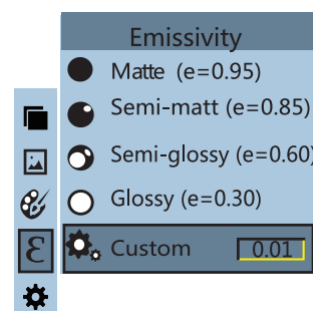 Emissivity
Matte (e=0.95)
Semi-matt (e=0.85)
Semi-glossy (e=0.60)
Glossy (e=0.30)
ε
Custom 0.01